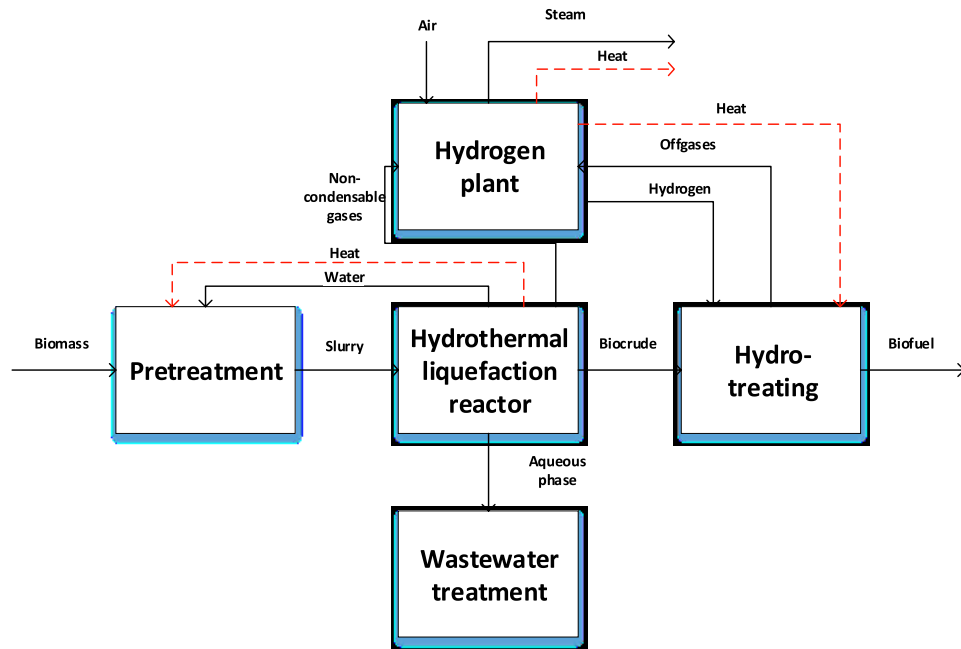 Steam
Air
Heat
Heat
Hydrogen
plant
Offgases
Non-
condensable
gases
Hydrogen
Heat
Water
Biomass
Pretreatment
Slurry
Hydrothermal
liquefaction
reactor
Biocrude
Hydro-
treating
Biofuel
Aqueous
phase
Wastewater
treatment